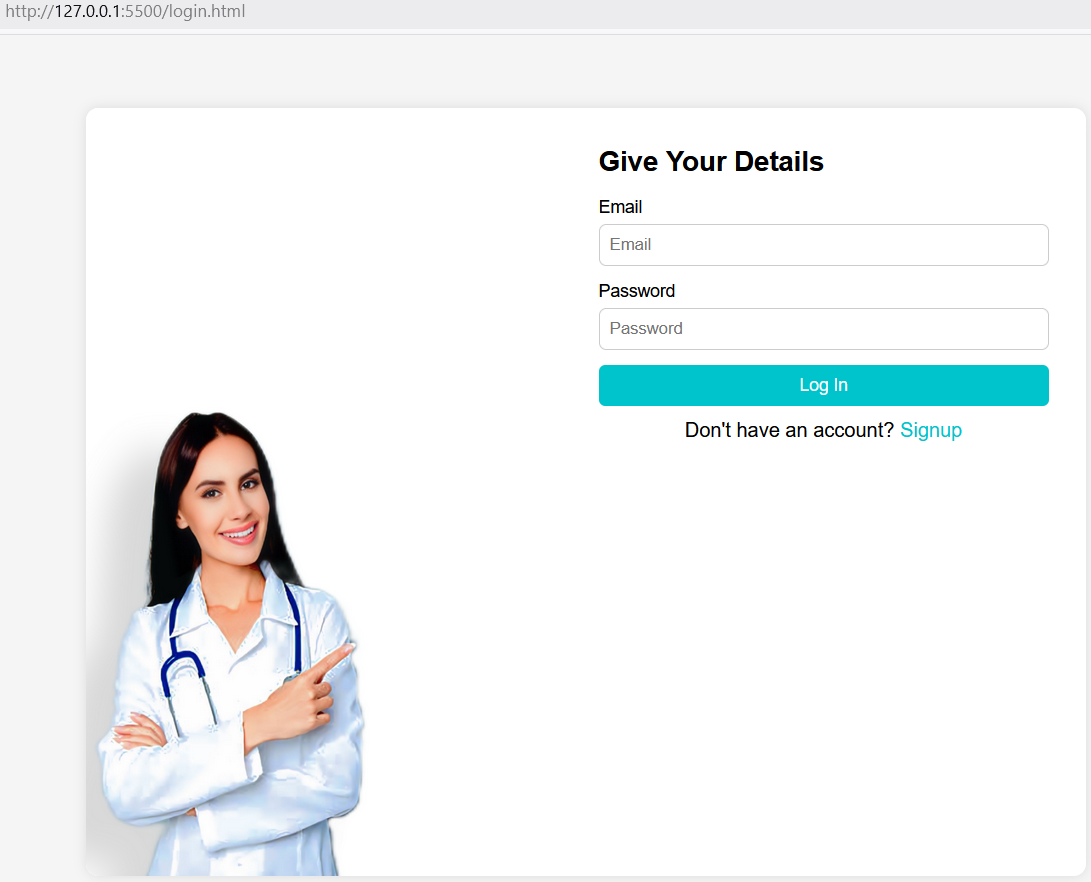 http://127.0.0.1:5500/login.html
Give Your Details
Email
Email
Password
Password
Log In
Don't have an account? Signup